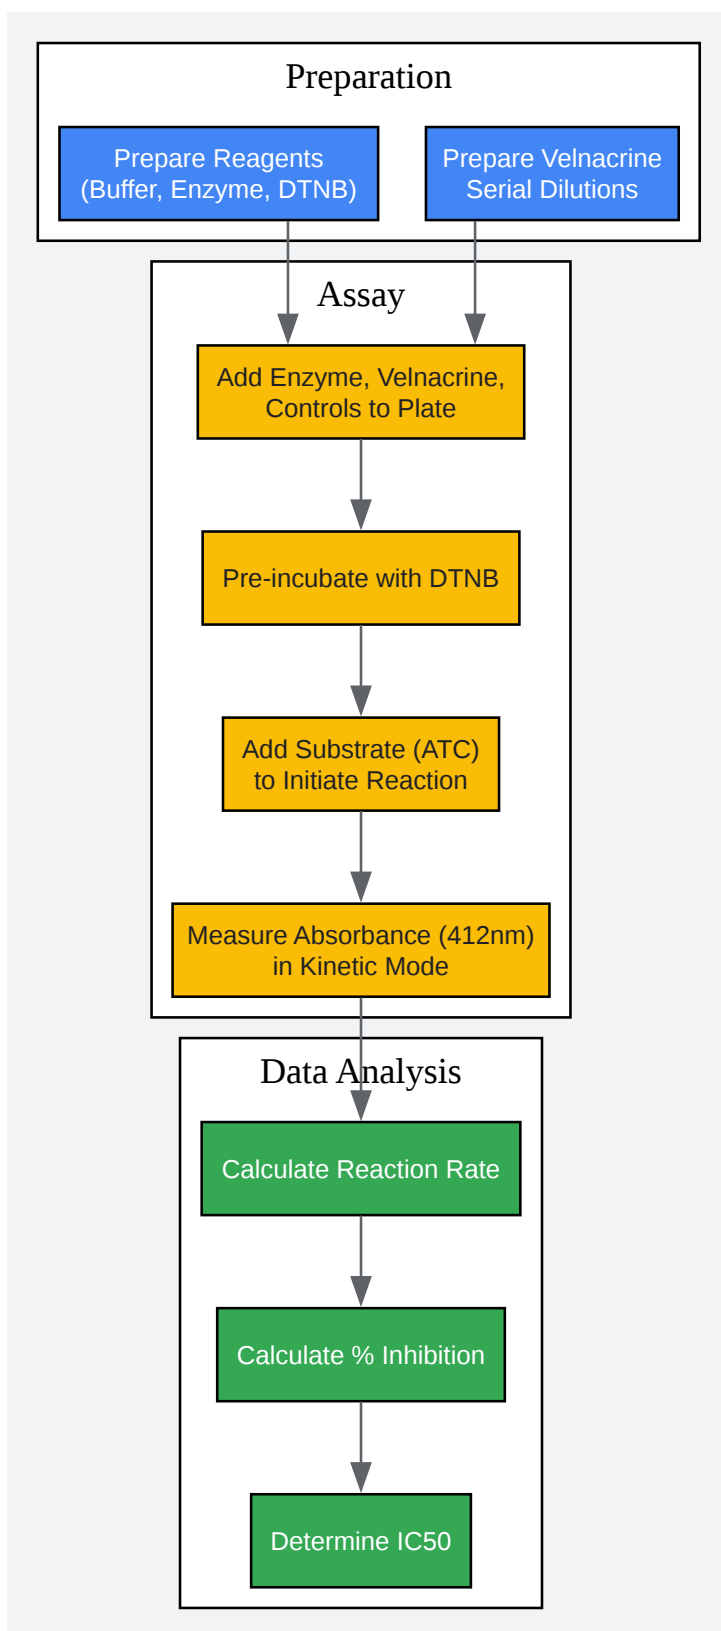 Preparation
Prepare Reagents
(Buffer, Enzyme, DTNB)
Prepare Velnacrine
Serial Dilutions
Assay
Add Enzyme, Velnacrine,
Controls to Plate
Pre-incubate with DTNB
Add Substrate (ATC)
to Initiate Reaction
Measure Absorbance (412nm)
in Kinetic Mode
Data Analysis
Calculate Reaction Rate
Calculate % Inhibition
Determine IC50